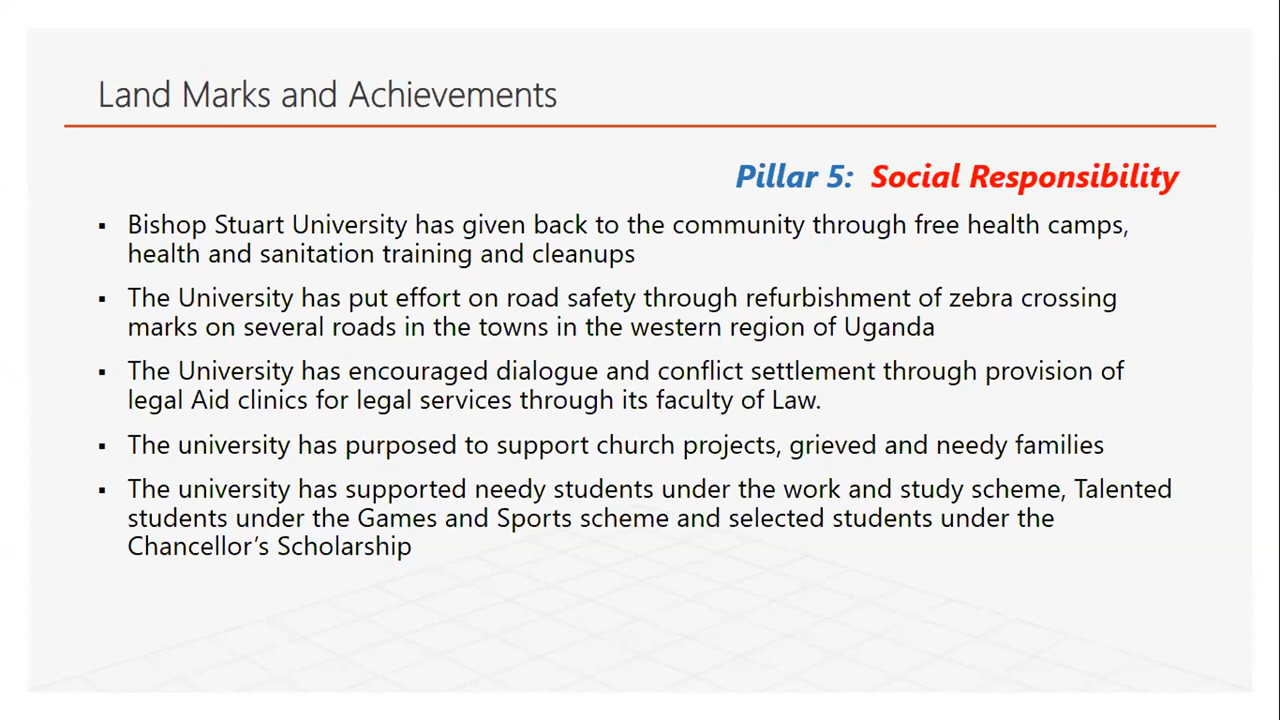 Land Marks and Achievements
Pillar 5: Social Responsibility
▪ Bishop Stuart University has given back to the community through free health camps,
health and sanitation training and cleanups
▪ The University has put effort on road safety through refurbishment of zebra crossing
marks on several roads in the towns in the western region of Uganda
▪ The University has encouraged dialogue and conflict settlement through provision of
legal Aid clinics for legal services through its faculty of Law.
▪ The university has purposed to support church projects, grieved and needy families
▪ The university has supported needy students under the work and study scheme, Talented
students under the Games and Sports scheme and selected students under the
Chancellor’s Scholarship